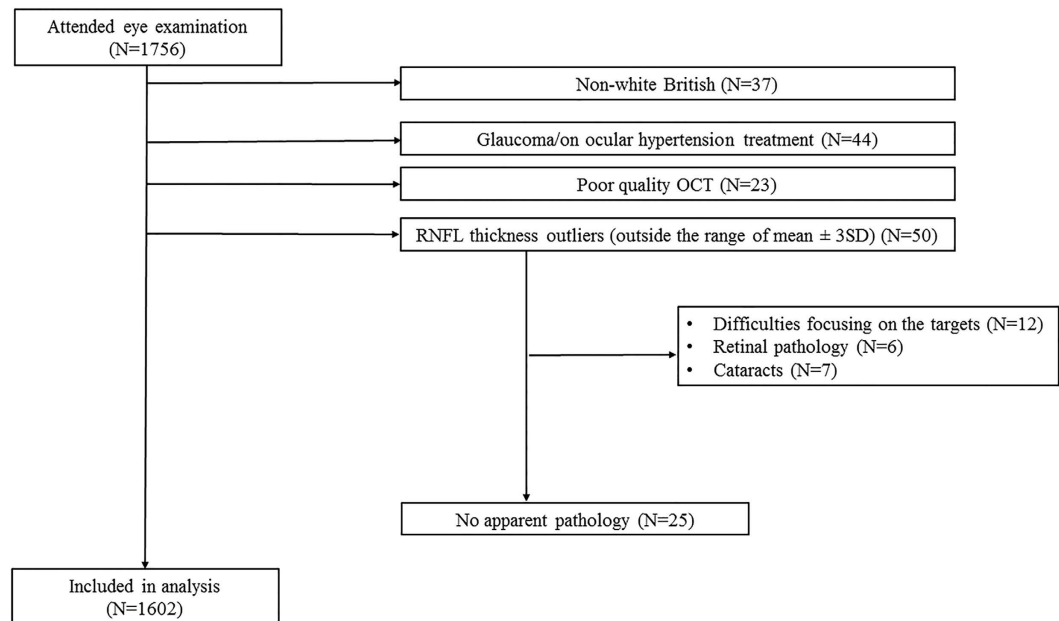 Attended eye examination
(N=1756)
Non-white British (N=37)
Glaucoma/on ocular hypertension treatment (N=44)
Poor quality OCT (N=23)
RNFL thickness outliers (outside the range of mean ± 3SD) (N=50)
• Difficulties focusing on the targets (N=12)
• Retinal pathology (N=6)
• Cataracts (N=7)
No apparent pathology (N=25)
Included in analysis
(N=1602)